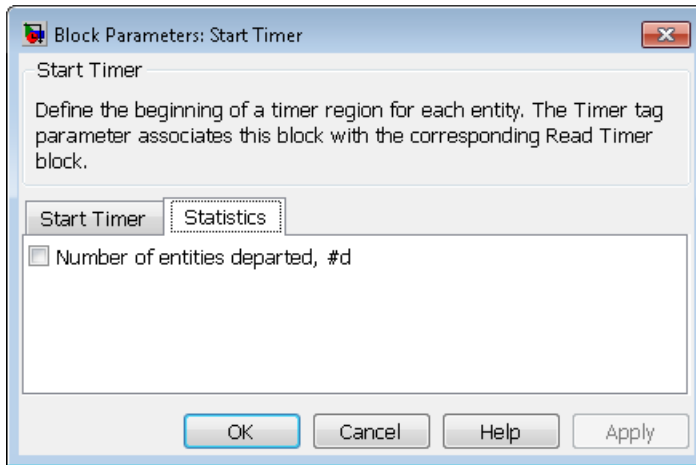 Block Parameters: Start Timer
Start Timer
Define the beginning of a timer region for each entity. The Timer tag
parameter associates this block with the corresponding Read Timer
block.
Start Timer Statistics
Number of entities departed, #d
OK Cancel Help Apply